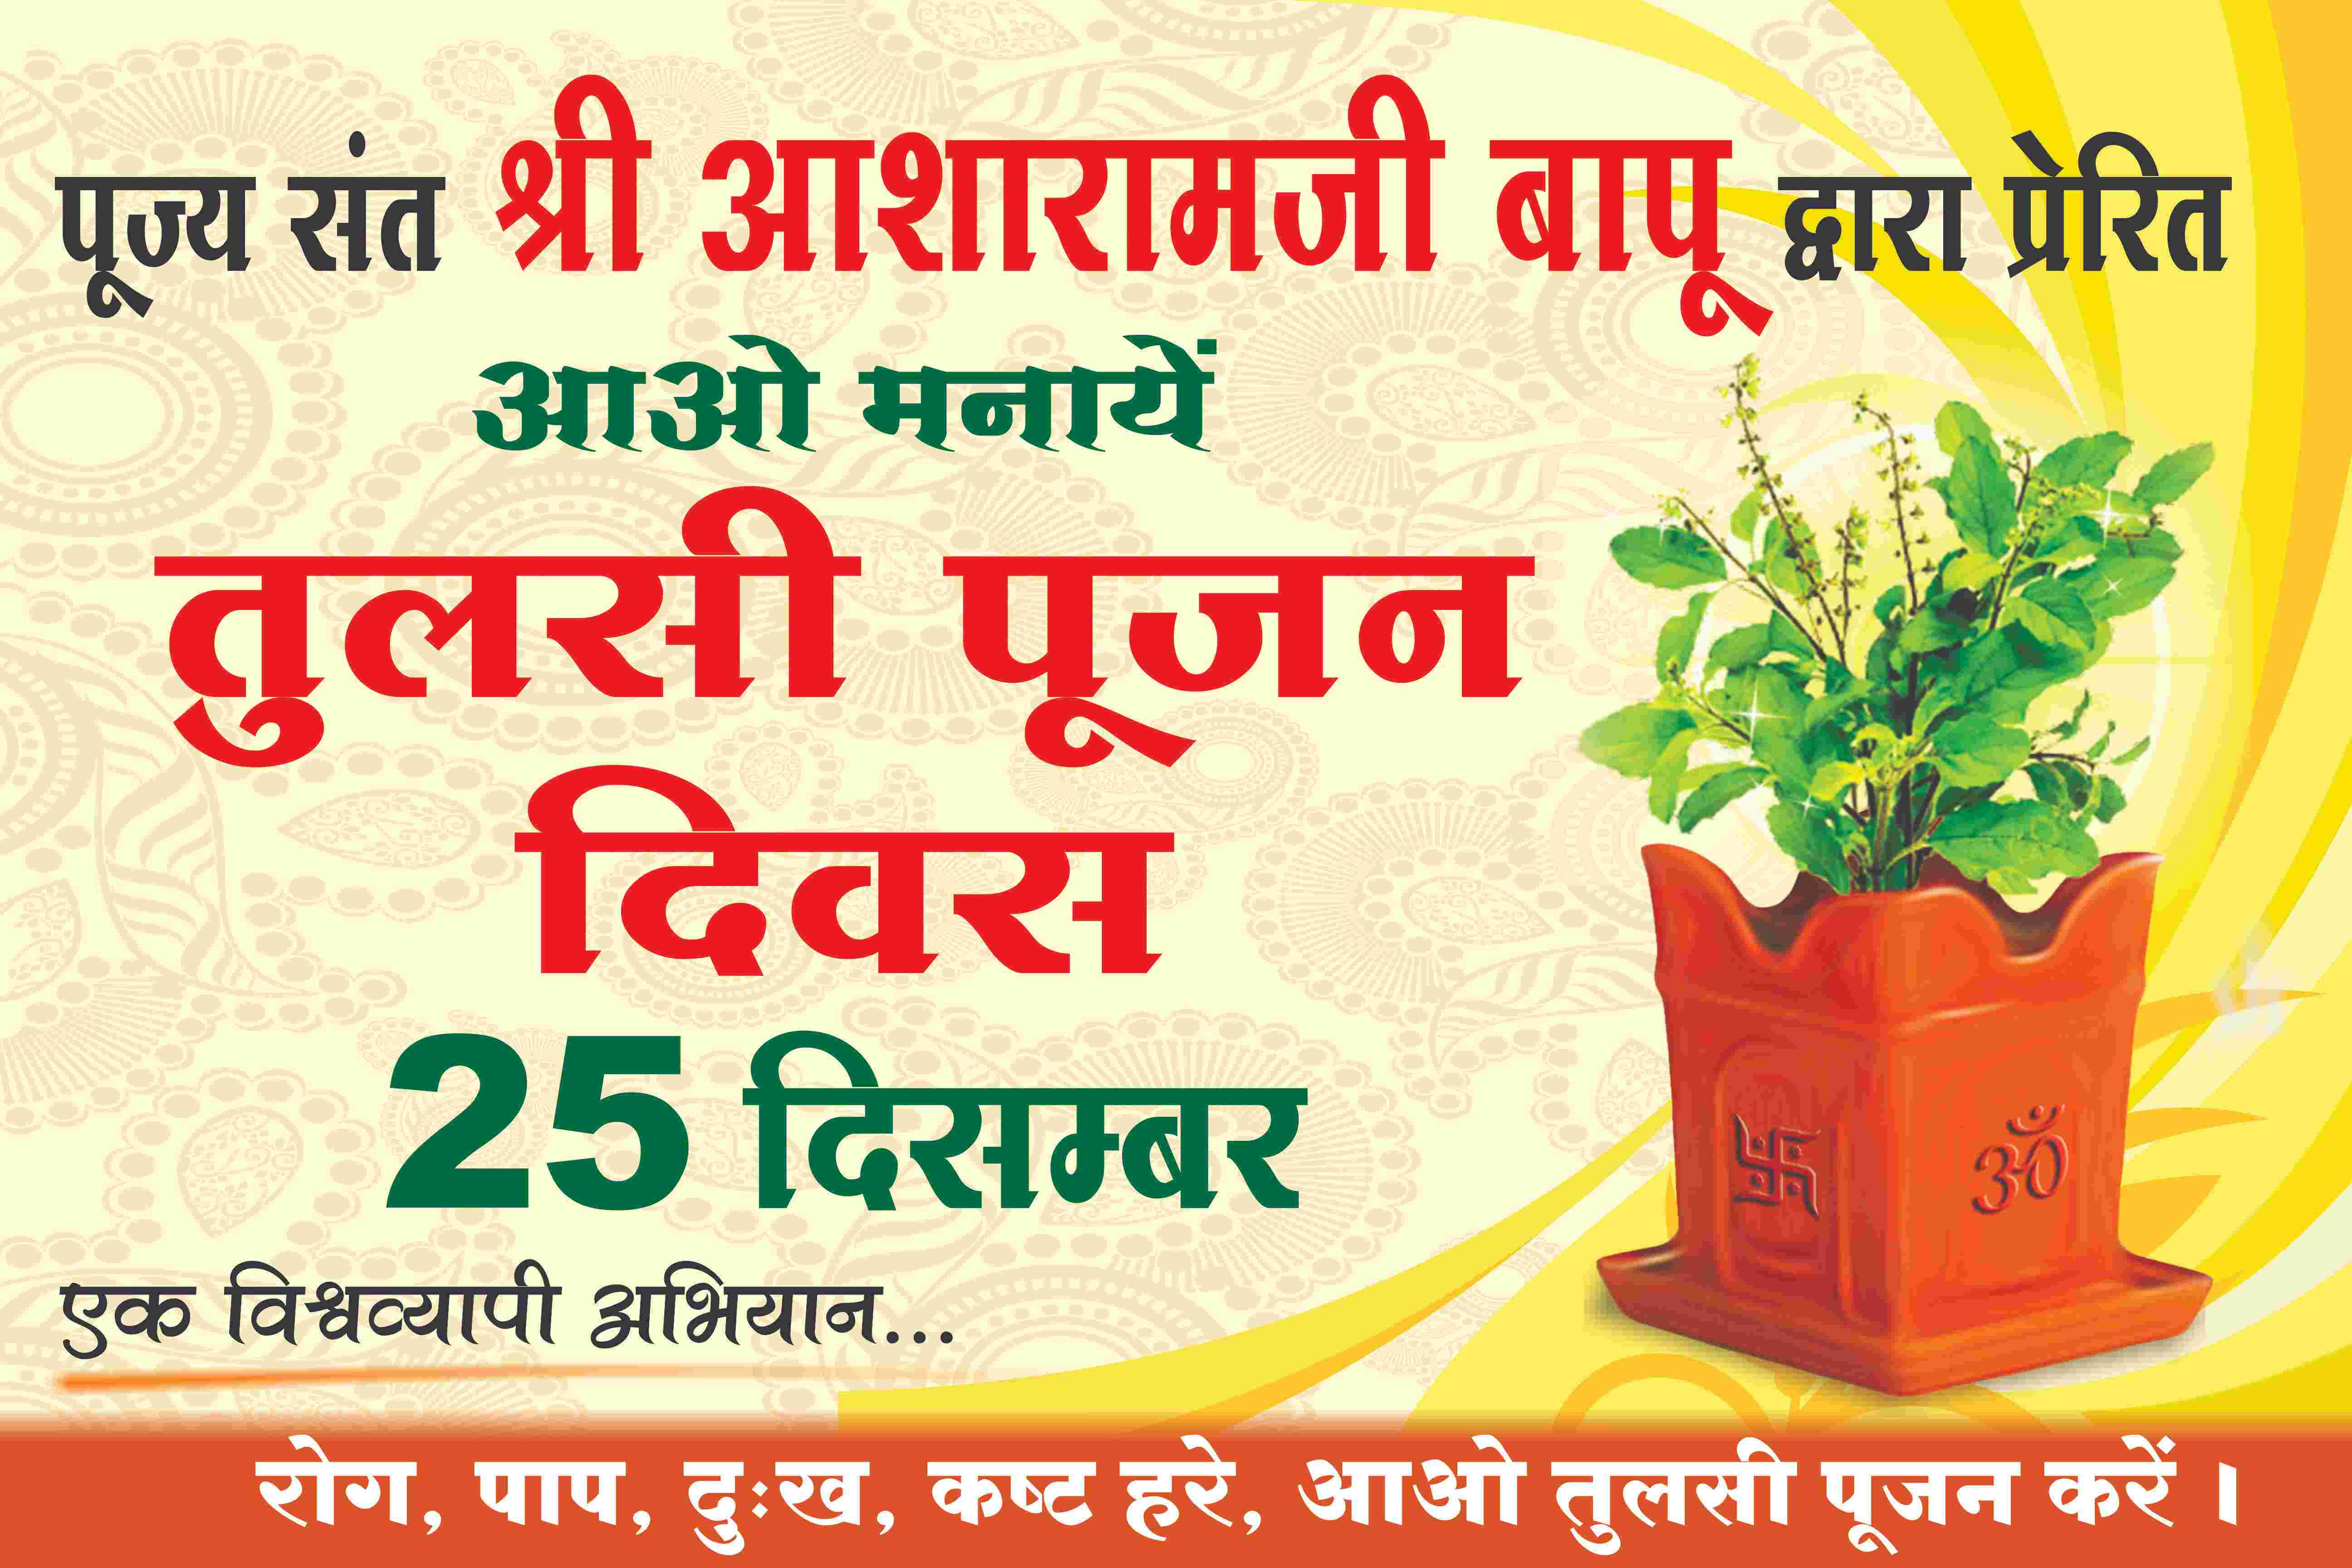 पूज्य संत श्री आशारामजी बापू द्वारा प्रेरित
आओ मनायें
तुलसी पूजन
दिवस
25 दिसम्बर
एक विश्वव्यापी अभियान...
ॐ
रोग, पाप, दुःख, कष्ट हरे, आओ तुलसी पूजन करें ।